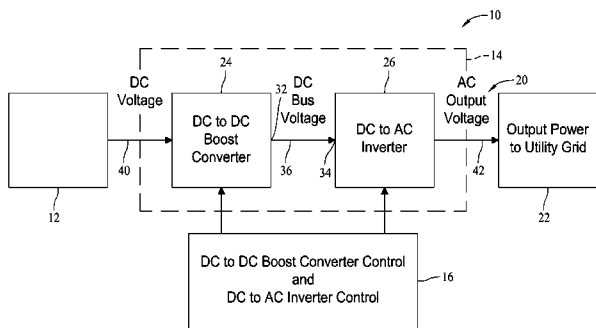 10
14
24
26
20
DC
Voltage
DC
Bus
Voltage
AC
Output
Voltage
32
DC to DC
Boost
Converter
DC to AC
Inverter
Output Power
to Utility Grid
40
36
34
42
12
22
DC to DC Boost Converter Control
and
DC to AC Inverter Control
16